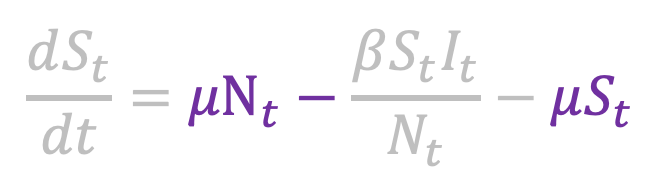 dS_t/dt = μN_t − βS_tI_t/N_t − μS_t